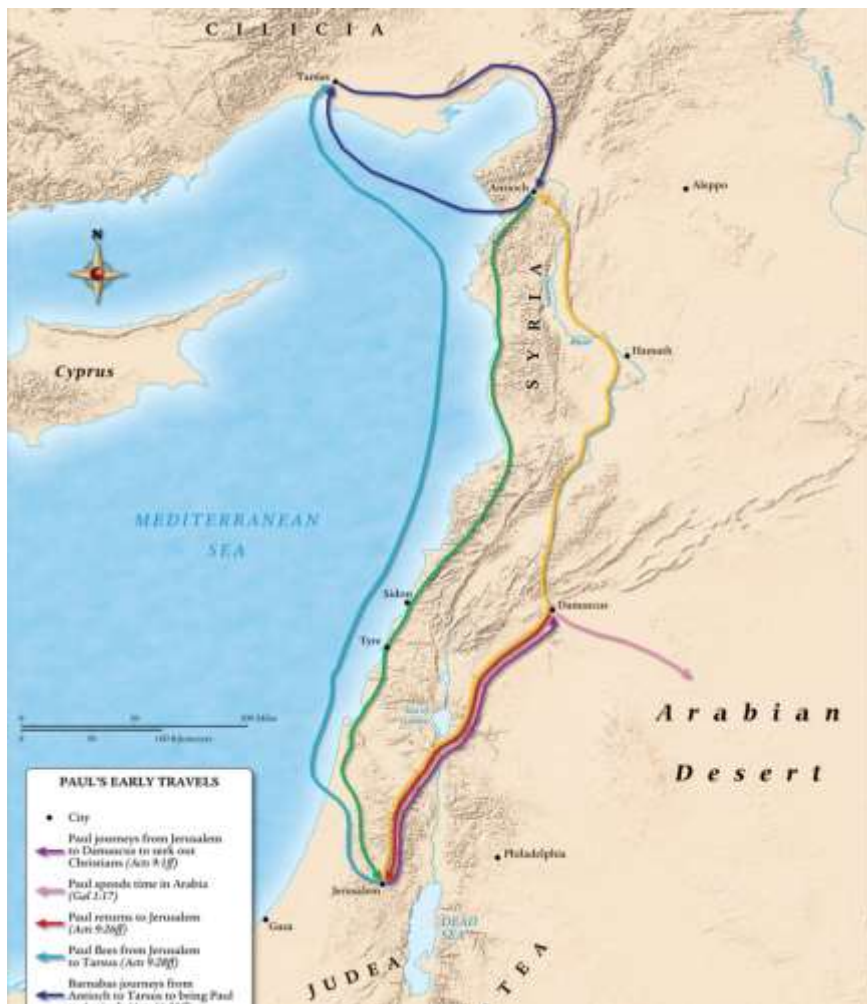 CILICIA
Tarsus
Antioch
Aleppo
N
SYRIA
Hamath
Cyprus
MEDITERRANEAN
SEA
Sidon
Damascus
Tyre
Arabian
Desert
PAUL'S EARLY TRAVELS
City
Paul journeys from Jerusalem
to Damascus to seek out
Christians (Acts 9:1ff)
Paul spends time in Arabia
(Gal 1:17)
Paul returns to Jerusalem
(Acts 9:26ff)
Paul flees from Jerusalem
to Tarsus (Acts 9:28ff)
Barnabas journeys from
Antioch to Tarsus to bring Paul
Philadelphia
Jerusalem
Gaza
DEAD
SEA
JUDEA
TEA